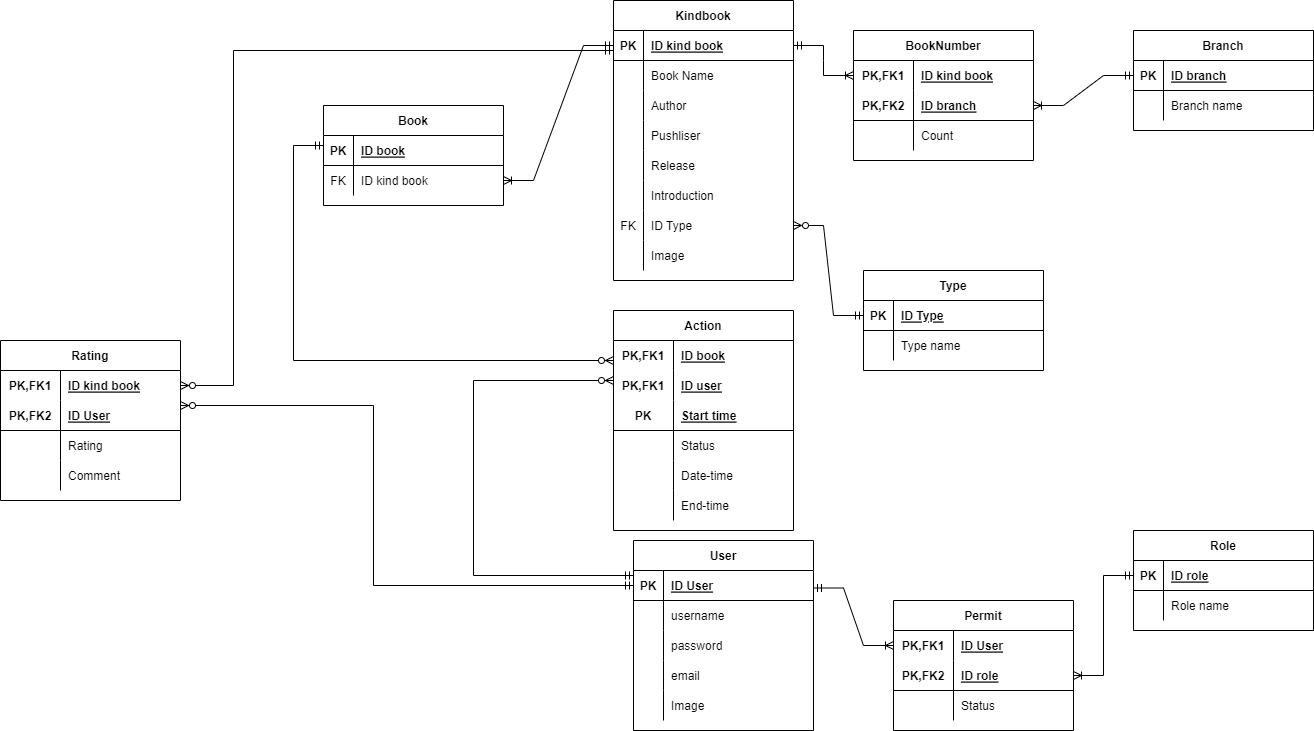 Kindbook
PK ID kind book
Book Name
Author
Pushliser
Release
Introduction
FK ID Type
Image
BookNumber
PK,FK1 ID kind book
PK,FK2 ID branch
Count
Branch
PK ID branch
Branch name
Book
PK ID book
FK ID kind book
Type
PK ID Type
Type name
Action
PK,FK1 ID book
PK,FK1 ID user
PK Start time
Status
Date-time
End-time
Rating
PK,FK1 ID kind book
PK,FK2 ID User
Rating
Comment
User
PK ID User
username
password
email
Image
Permit
PK,FK1 ID User
PK,FK2 ID role
Status
Role
PK ID role
Role name